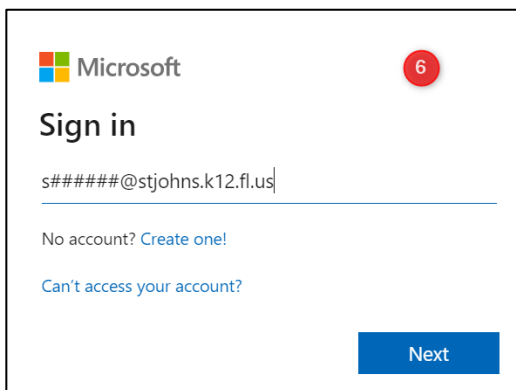 Microsoft
6
Sign in
s######@stjohns.k12.fl.us
No account? Create one!
Can't access your account?
Next